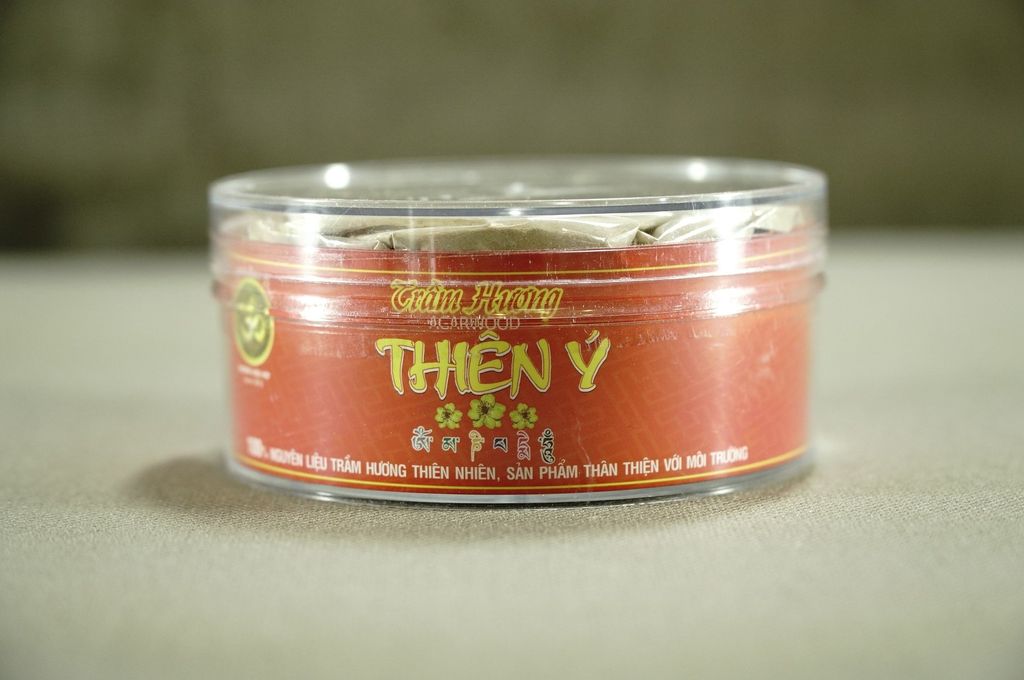 Trầm Hương
AGARWOOD
THIÊN Ý
ཨོཾ མ ཎི པ དྨེ ཧཱུྃ
100% NGUYÊN LIỆU TRẦM HƯƠNG THIÊN NHIÊN, SẢN PHẨM THÂN THIỆN VỚI MÔI TRƯỜNG